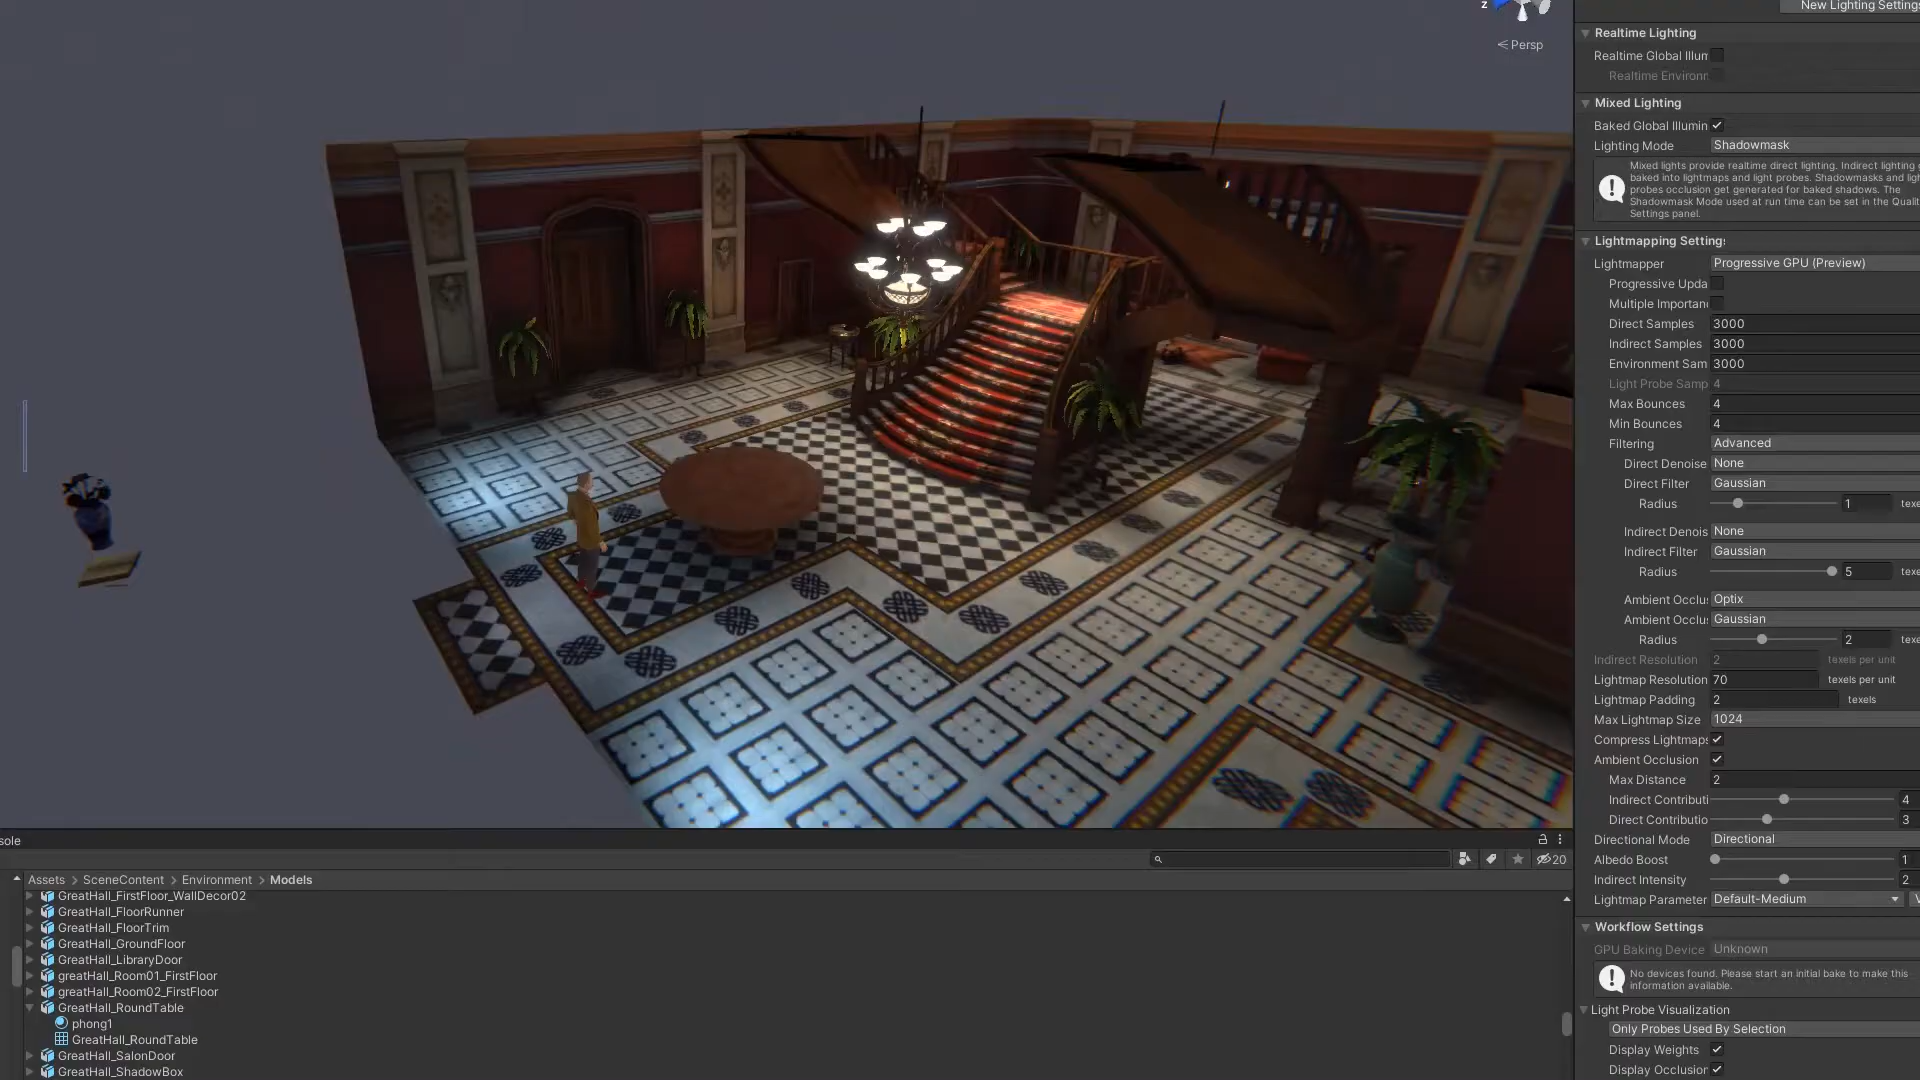 New Lighting Settings
z
Realtime Lighting
< Persp
Realtime Global Illum
Realtime Environr
Mixed Lighting
Baked Global Illumin
Lighting Mode Shadowmask
Mixed lights provide realtime direct lighting. Indirect lighting
baked into lightmaps and light probes. Shadowmasks and ligh
probes occlusion get generated for baked shadows. The
Shadowmask Mode used at run time can be set in the Qualit
Settings panel.
Lightmapping Settings
Lightmapper Progressive GPU (Preview)
Progressive Upda
Multiple Importan
Direct Samples 3000
Indirect Samples 3000
Environment Sam 3000
Light Probe Samp 4
Max Bounces 4
Min Bounces 4
Filtering Advanced
Direct Denoise None
Direct Filter Gaussian
Radius 1 texe
Indirect Denois None
Indirect Filter Gaussian
Radius 5 texe
Ambient Occlu Optix
Ambient Occlu Gaussian
Radius 2 texe
Indirect Resolution 2 texels per unit
Lightmap Resolution 70 texels per unit
Lightmap Padding 2 texels
Max Lightmap Size 1024
Compress Lightmaps
Ambient Occlusion
Max Distance 2
Indirect Contributi 4
Direct Contributio 3
Directional Mode Directional
Albedo Boost 1
Indirect Intensity 2
Lightmap Parameter Default-Medium
Workflow Settings
GPU Baking Device Unknown
No devices found. Please start an initial bake to make this
information available.
Light Probe Visualization
Only Probes Used By Selection
Display Weights
Display Occlusion
sole
20
Assets > SceneContent > Environment > Models
GreatHall_FirstFloor_WallDecor02
GreatHall_FloorRunner
GreatHall_FloorTrim
GreatHall_GroundFloor
GreatHall_LibraryDoor
greatHall_Room01_FirstFloor
greatHall_Room02_FirstFloor
GreatHall_RoundTable
phong1
GreatHall_RoundTable
GreatHall_SalonDoor
GreatHall_ShadowBox